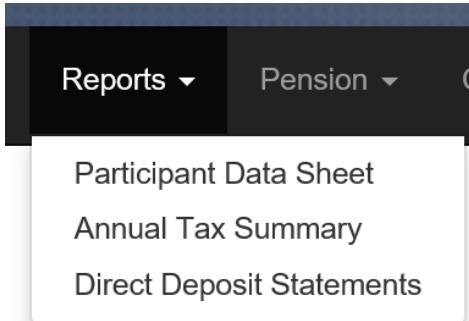 Reports Pension
Participant Data Sheet
Annual Tax Summary
Direct Deposit Statements